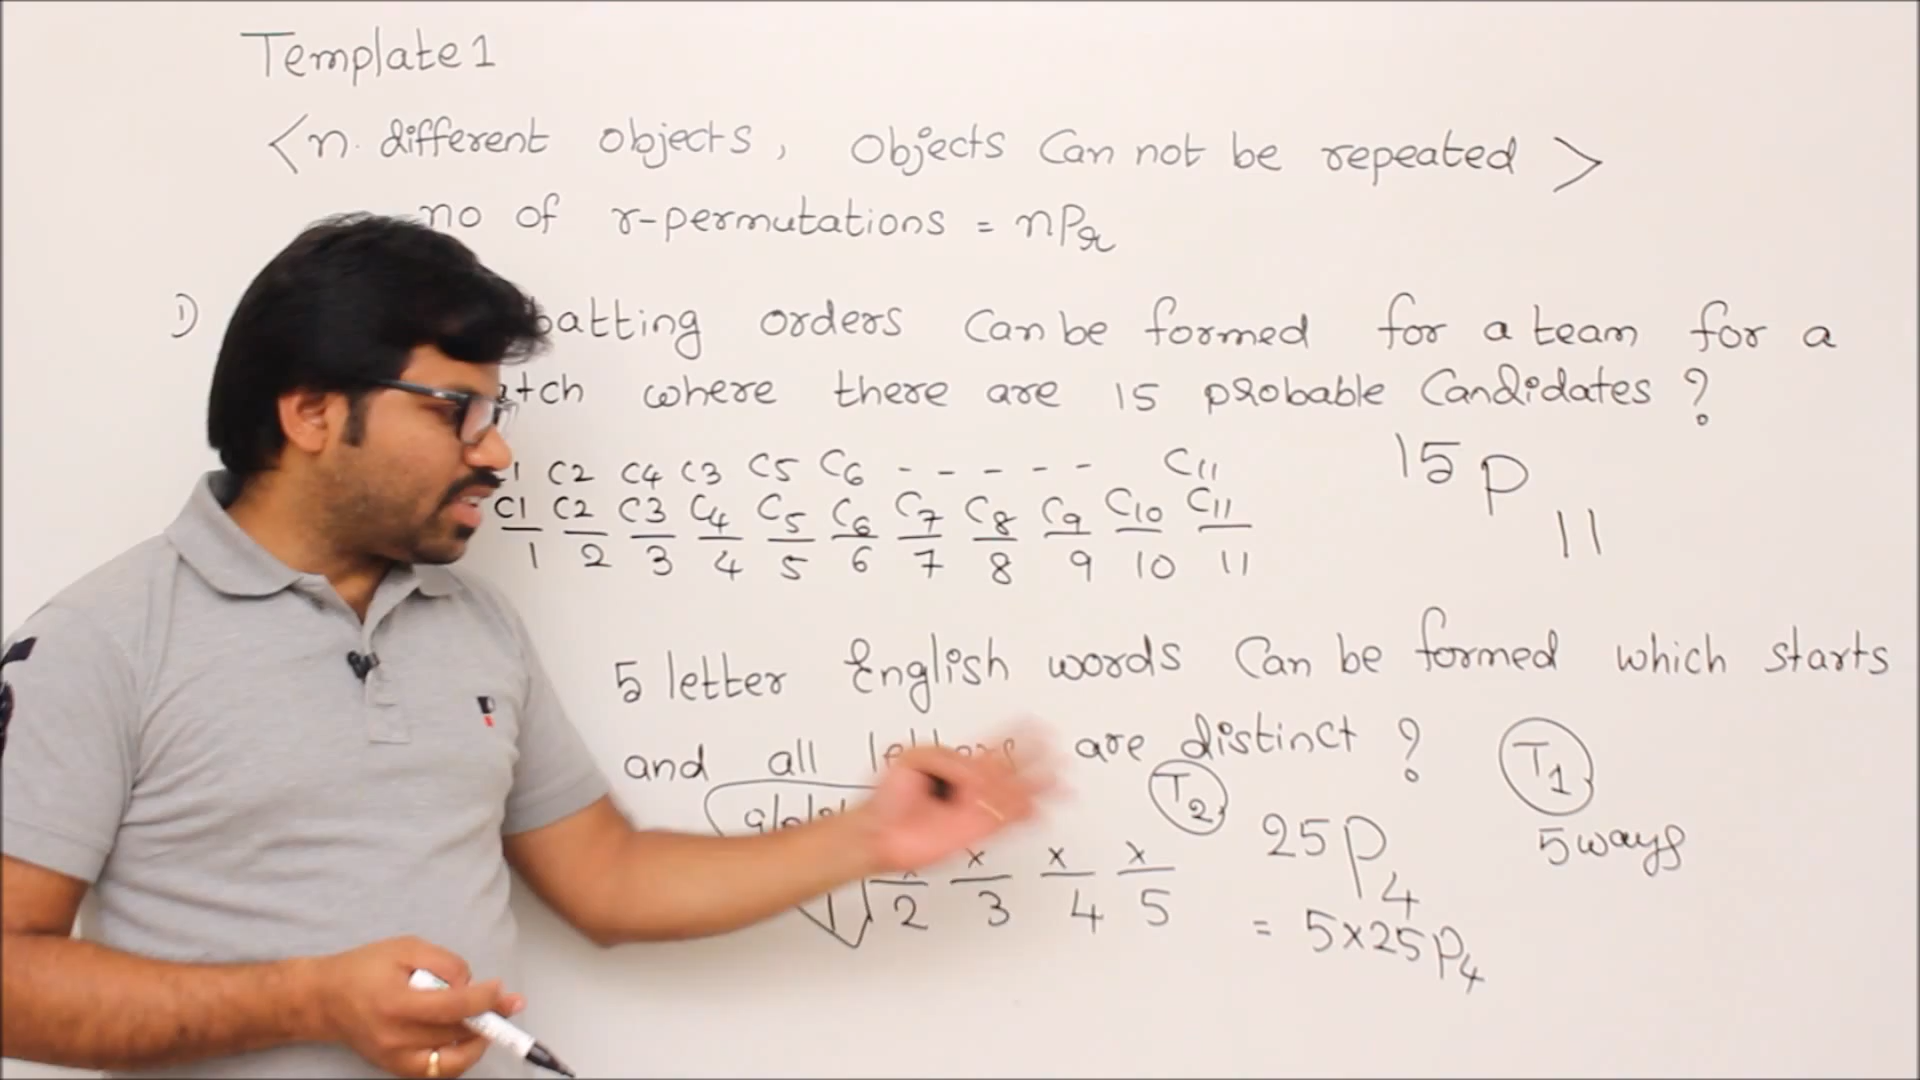 Template 1
<n. different objects, objects can not be repeated>
no of r-permutations = nPr
1) batting orders can be formed for a team for a
where there are 15 probable candidates ?
C2 C4 C3 C5 C6 - - - - - C11
15P11
C1 C2 C3 C4 C5 C6 C7 C8 C9 C10 C11
1 2 3 4 5 6 7 8 9 10 11
5 letter English words can be formed which starts
and all letters are distinct ?
T1
T2
25P4
5 ways
x x x
2 3 4 5
= 5x25P4